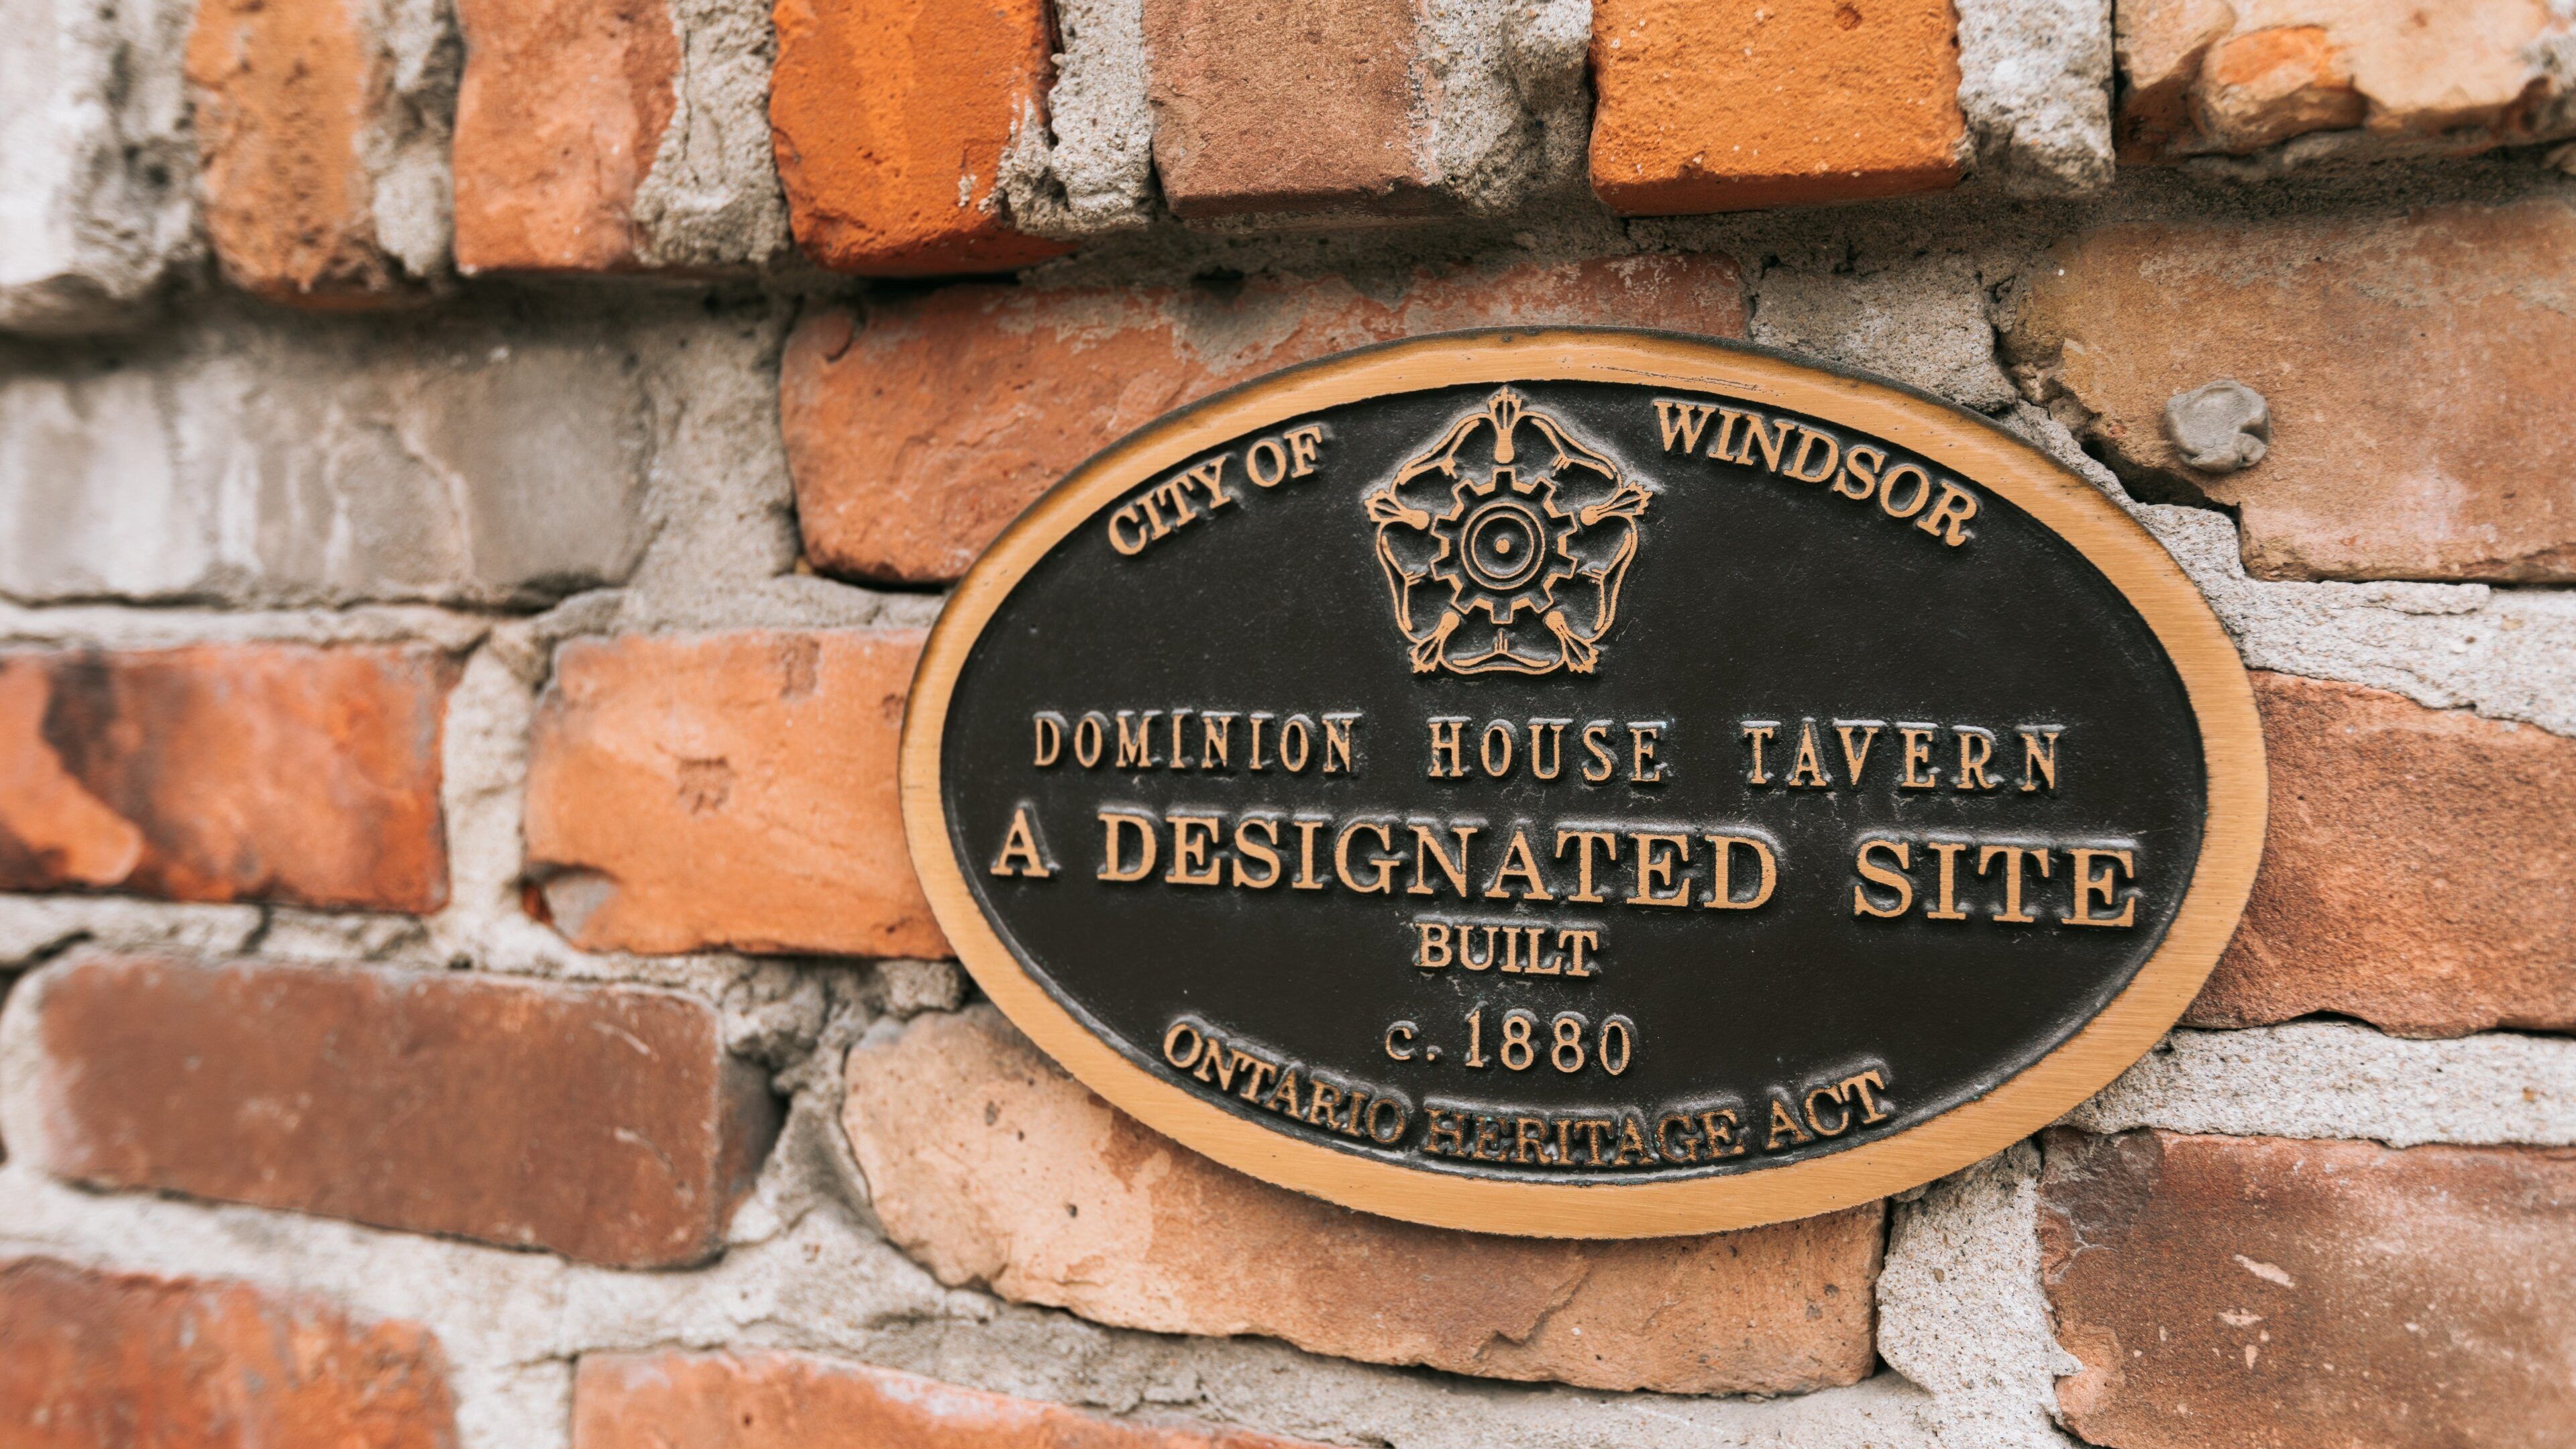 CITY OF WINDSOR
DOMINION HOUSE TAVERN
A DESIGNATED SITE
BUILT
c. 1880
ONTARIO HERITAGE ACT